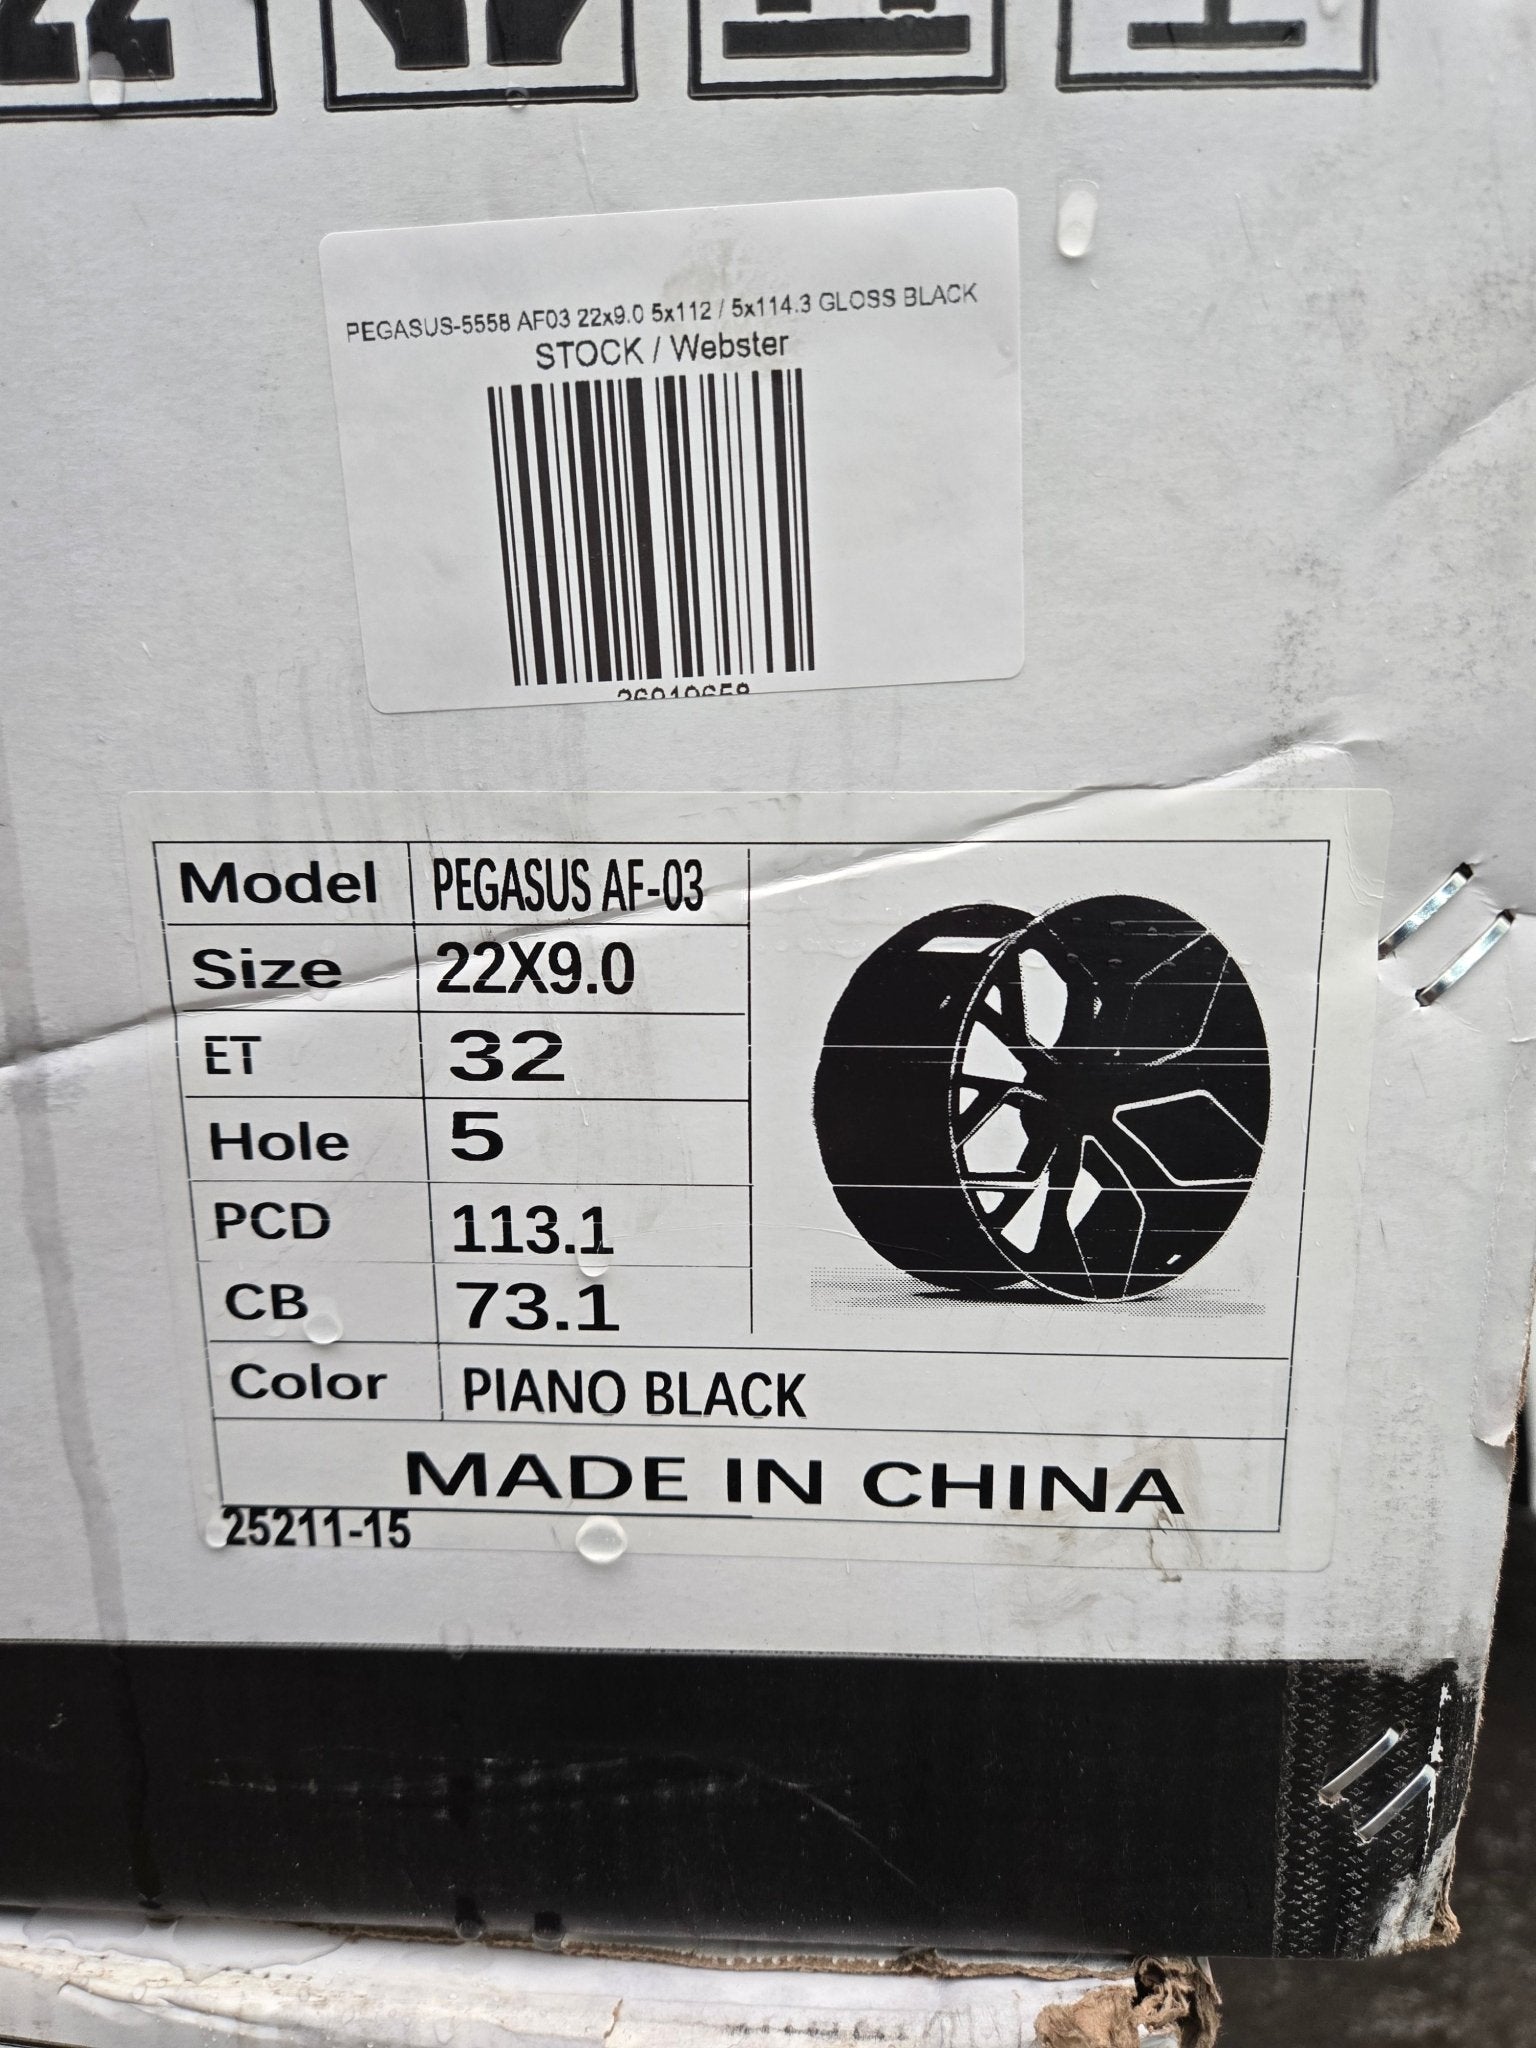 PEGASUS-5558 AF03 22x9.0 5x112 / 5x114.3 GLOSS BLACK
STOCK / Webster
Model PEGASUS AF-03
Size 22X9.0
ET 32
Hole 5
PCD 113.1
CB 73.1
Color PIANO BLACK
MADE IN CHINA
25211-15